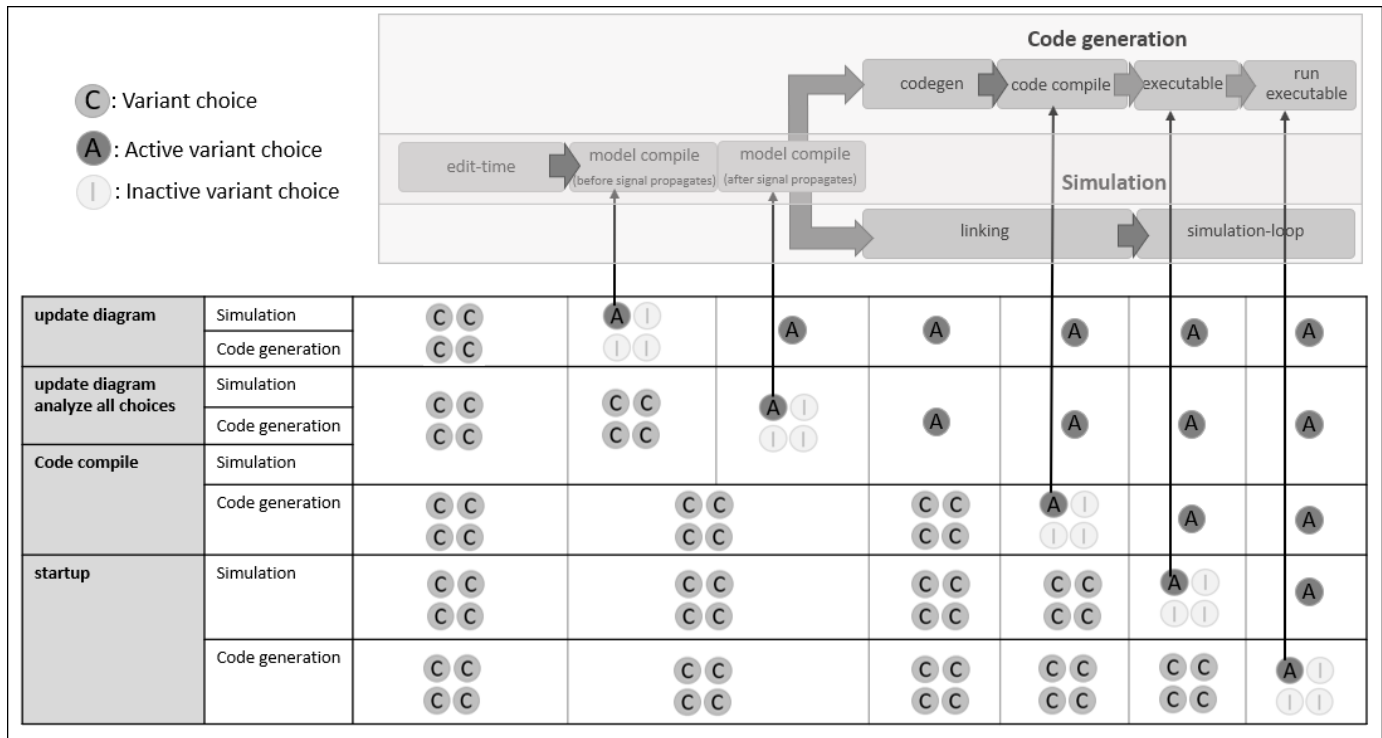 Code generation
codegen
code compile
executable
run
executable
C : Variant choice
A : Active variant choice
I : Inactive variant choice
edit-time
model compile
(before signal propagates)
model compile
(after signal propagates)
Simulation
linking
simulation-loop
update diagram
Simulation
C C
A I
A
A
A
A
A
Code generation
C C
I I
update diagram
analyze all choices
Simulation
C C
C C
A I
A
A
A
A
Code generation
C C
C C
I I
Code compile
Simulation
Code generation
C C
C C
C C
A I
A
A
C C
C C
C C
I I
startup
Simulation
C C
C C
C C
C C
A I
A
C C
C C
C C
C C
I I
Code generation
C C
C C
C C
C C
C C
A I
C C
C C
C C
C C
C C
I I